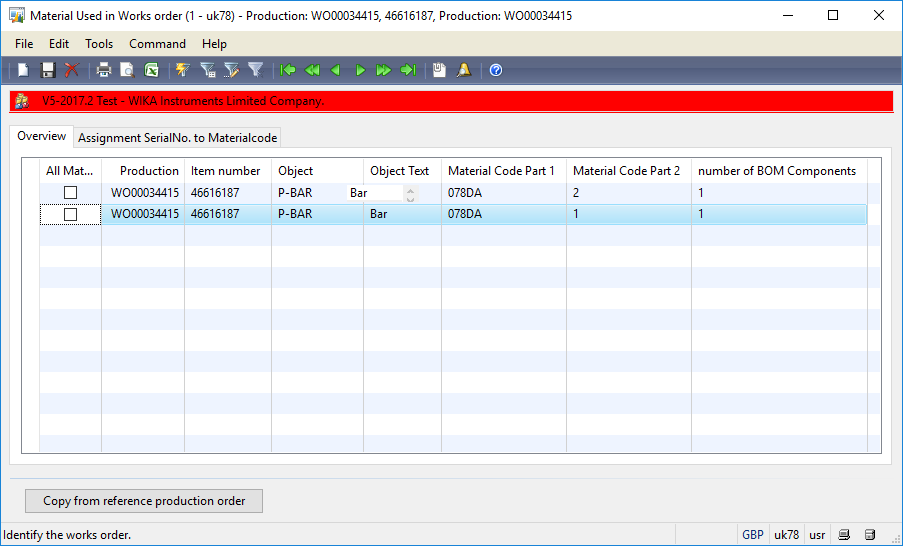 Material Used in Works order (1 - uk78) - Production: WO00034415, 46616187, Production: WO00034415
File Edit Tools Command Help
V5-2017.2 Test - WIKA Instruments Limited Company.
Overview Assignment SerialNo. to Materialcode
All Mat... Production Item number Object Object Text Material Code Part 1 Material Code Part 2 number of BOM Components
WO00034415 46616187 P-BAR Bar 078DA 2 1
WO00034415 46616187 P-BAR Bar 078DA 1 1
Copy from reference production order
Identify the works order. GBP uk78 usr